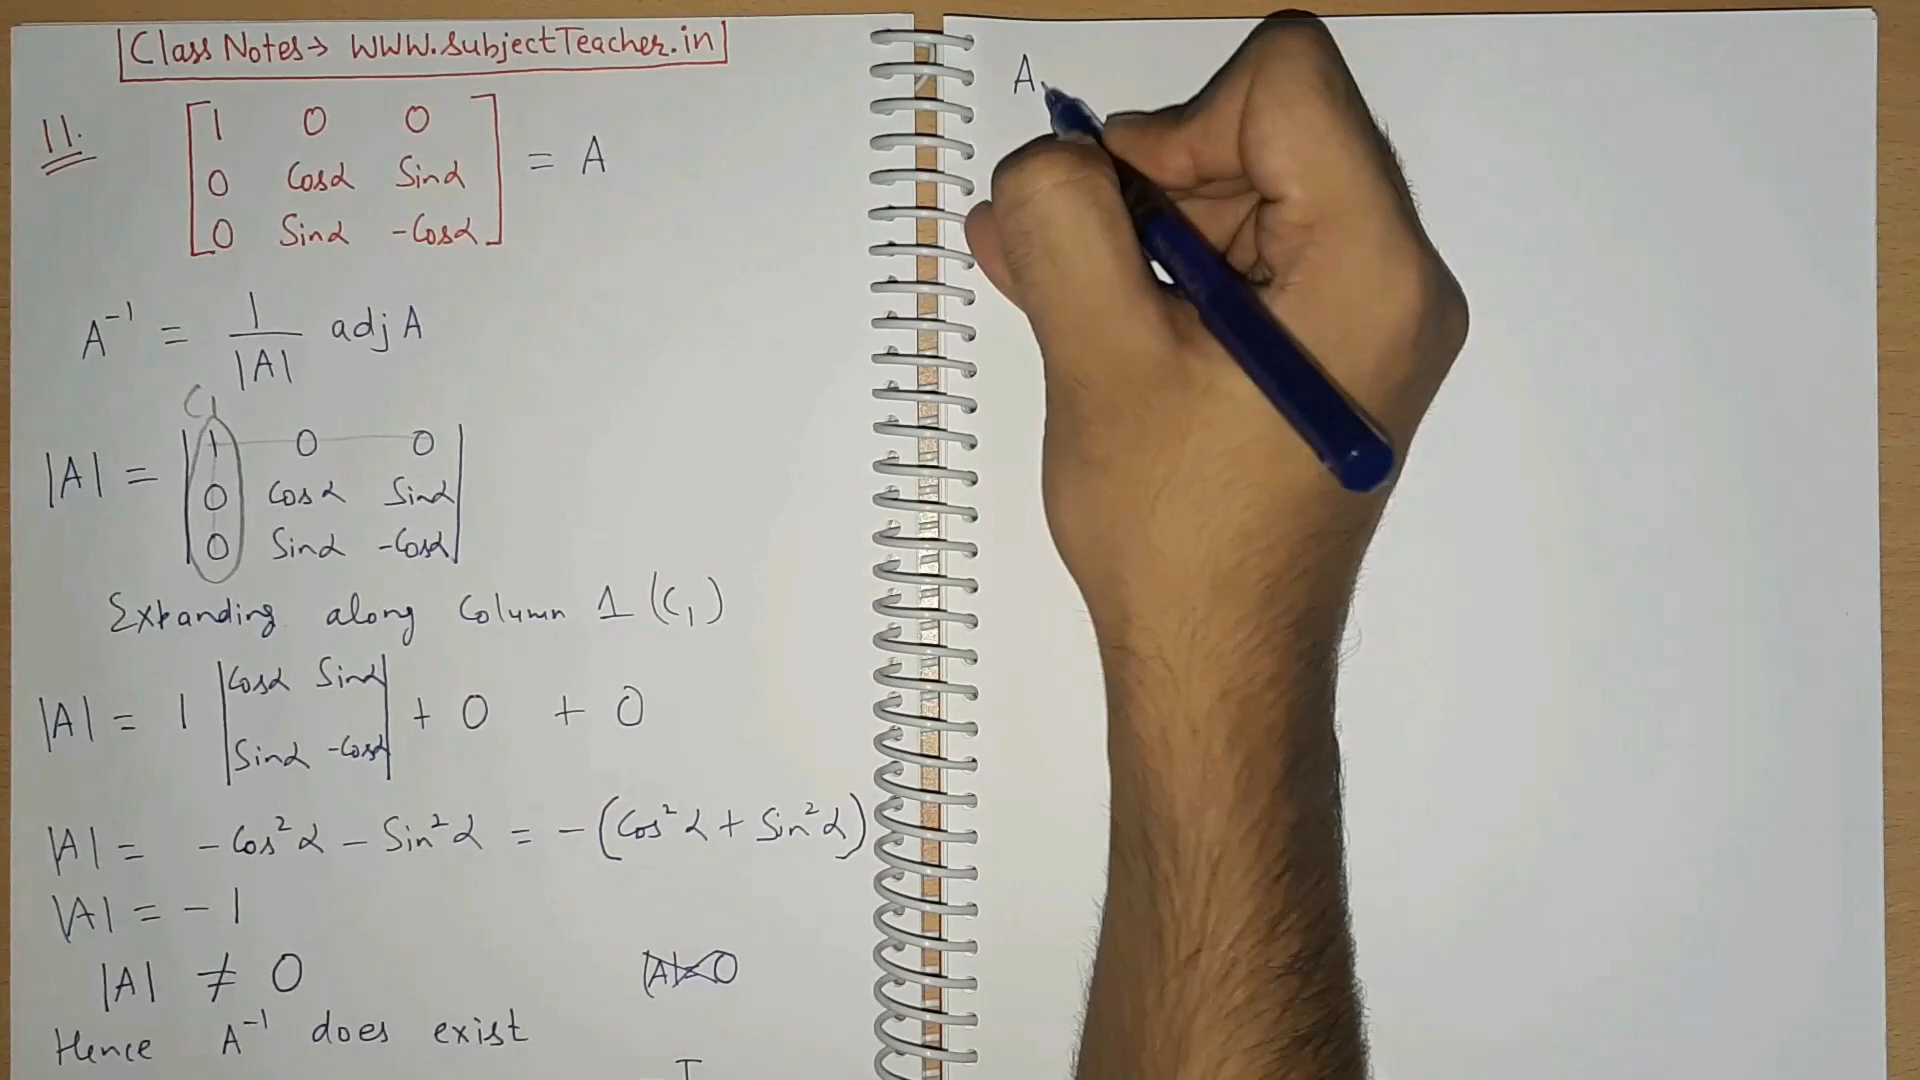 Class Notes → WWW.SubjectTeacher.in
11.
[1 0 0
0 Cosα Sinα
0 Sinα -Cosα] = A
A⁻¹ = 1/|A| adj A
C₁
|A| = |1 0 0
0 Cosα Sinα
0 Sinα -Cosα|
Expanding along Column 1 (C₁)
|A| = 1 |Cosα Sinα
Sinα -Cosα| + 0 + 0
|A| = -Cos²α - Sin²α = -(Cos²α + Sin²α)
|A| = -1
|A| ≠ 0
Hence A⁻¹ does exist
A